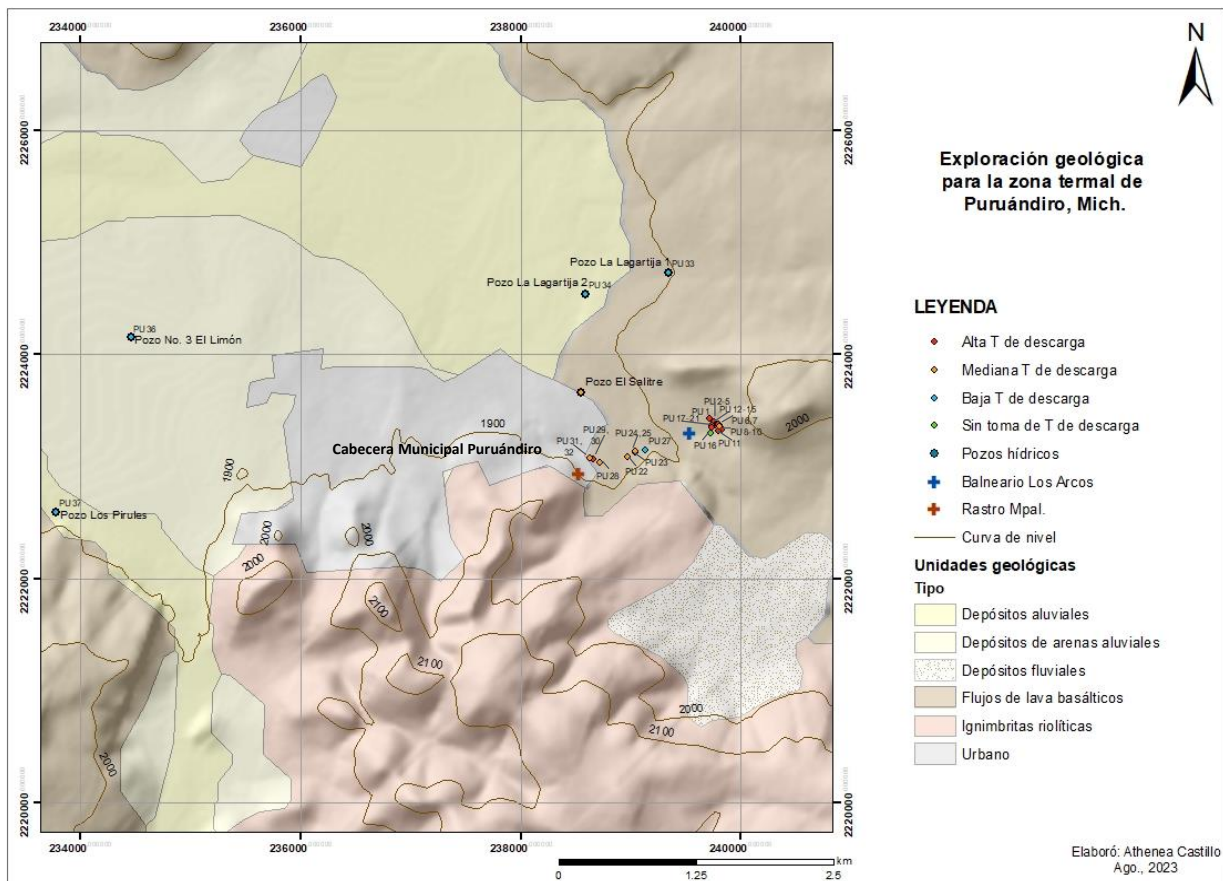 234000
236000
238000
240000
N
Exploración geológica
para la zona termal de
Puruándiro, Mich.
2226000
2226000
Pozo La Lagartija 1 PU 33
Pozo La Lagartija 2 PU 34
PU 36
Pozo No. 3 El Limón
2224000
2224000
Pozo El Salitre
PU 2-5
PU 1
PU 12-15
PU 17-21
PU 6,7
PU 8-10
PU 11
PU 16
2000
1900
PU 29,
30
PU 24, 25
PU 31,
32
PU 27
PU 23
PU 22
PU 28
Cabecera Municipal Puruándiro
1900
PU 37
Pozo Los Pirules
2000
2000
2000
2100
2222000
2222000
2100
2000
2100
2000
2220000
2220000
234000
236000
238000
240000
LEYENDA
Alta T de descarga
Mediana T de descarga
Baja T de descarga
Sin toma de T de descarga
Pozos hídricos
Balneario Los Arcos
Rastro Mpal.
Curva de nivel
Unidades geológicas
Tipo
Depósitos aluviales
Depósitos de arenas aluviales
Depósitos fluviales
Flujos de lava basálticos
Ignimbritas riolíticas
Urbano
km
0
1.25
2.5
Elaboró: Athenea Castillo
Ago., 2023